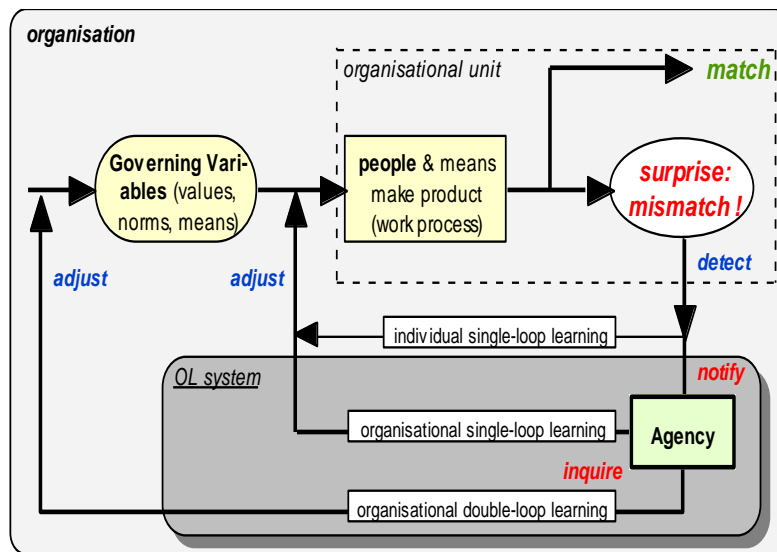 organisation
organisational unit
match
Governing Vari-
ables (values,
norms, means)
people & means
make product
(work process)
surprise:
mismatch !
adjust
adjust
detect
individual single-loop learning
OL system
notify
organisational single-loop learning
Agency
inquire
organisational double-loop learning